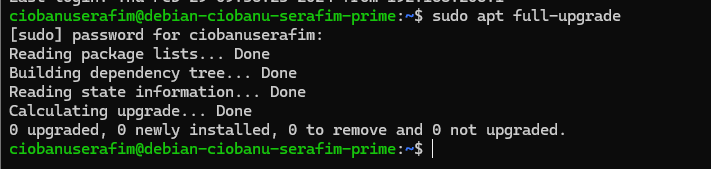 ciobanuserafim@debian-ciobanu-serafim-prime:~$ sudo apt full-upgrade
[sudo] password for ciobanuserafim:
Reading package lists... Done
Building dependency tree... Done
Reading state information... Done
Calculating upgrade... Done
0 upgraded, 0 newly installed, 0 to remove and 0 not upgraded.
ciobanuserafim@debian-ciobanu-serafim-prime:~$